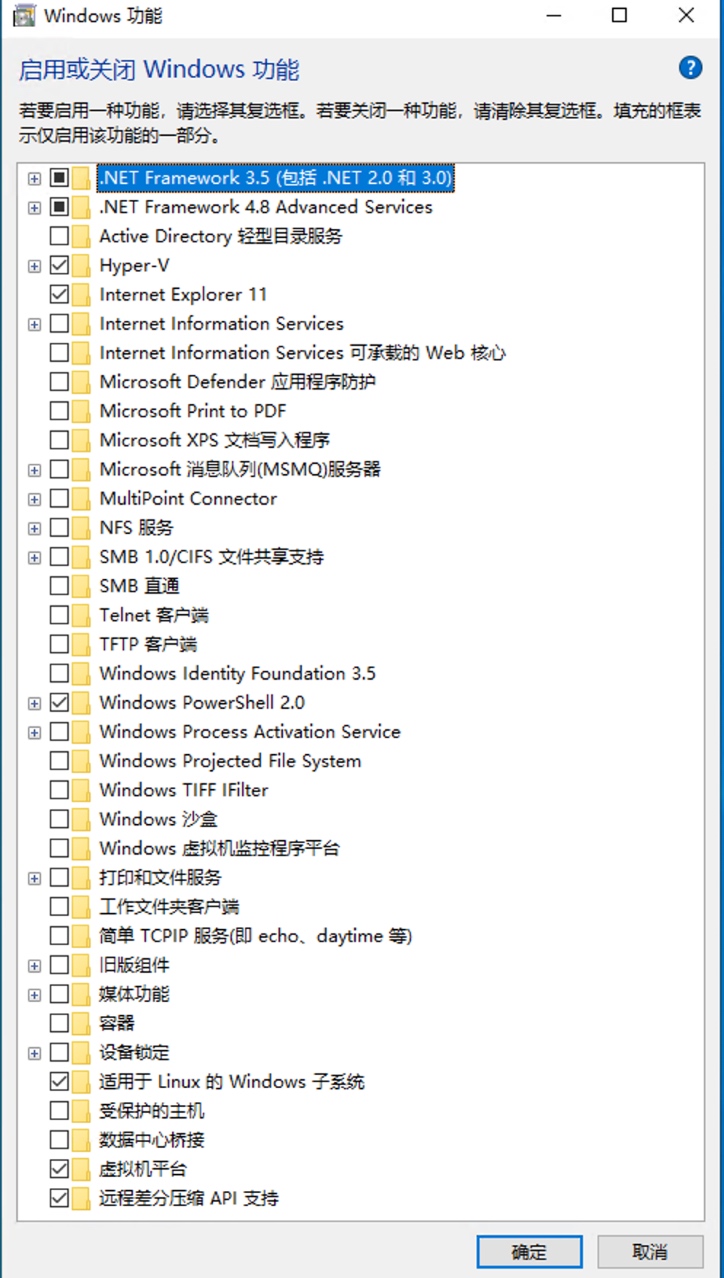 Windows 功能
启用或关闭 Windows 功能
?
若要启用一种功能，请选择其复选框。若要关闭一种功能，请清除其复选框。填充的框表
示仅启用该功能的一部分。
.NET Framework 3.5 (包括 .NET 2.0 和 3.0)
.NET Framework 4.8 Advanced Services
Active Directory 轻型目录服务
Hyper-V
Internet Explorer 11
Internet Information Services
Internet Information Services 可承载的 Web 核心
Microsoft Defender 应用程序防护
Microsoft Print to PDF
Microsoft XPS 文档写入程序
Microsoft 消息队列(MSMQ)服务器
MultiPoint Connector
NFS 服务
SMB 1.0/CIFS 文件共享支持
SMB 直通
Telnet 客户端
TFTP 客户端
Windows Identity Foundation 3.5
Windows PowerShell 2.0
Windows Process Activation Service
Windows Projected File System
Windows TIFF IFilter
Windows 沙盒
Windows 虚拟机监控程序平台
打印和文件服务
工作文件夹客户端
简单 TCPIP 服务(即 echo、daytime 等)
旧版组件
媒体功能
容器
设备锁定
适用于 Linux 的 Windows 子系统
受保护的主机
数据中心桥接
虚拟机平台
远程差分压缩 API 支持
确定
取消